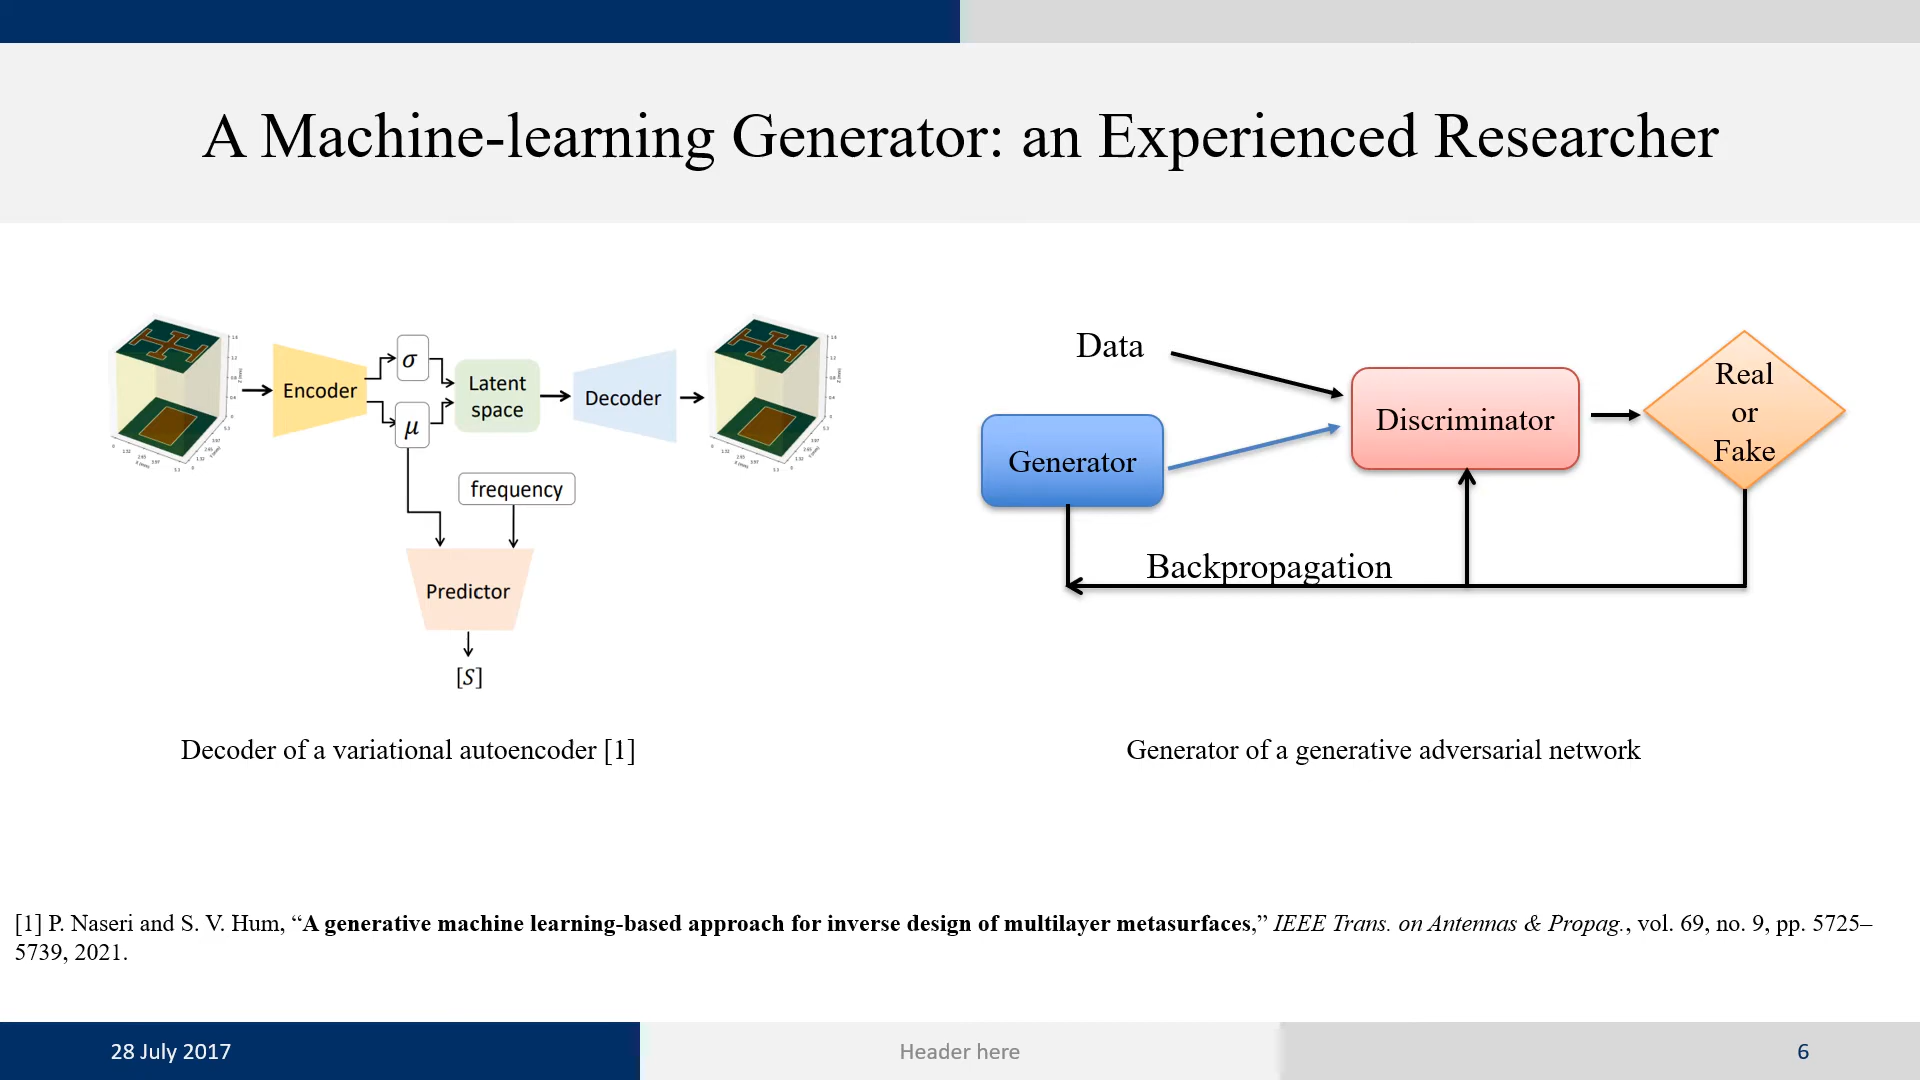 A Machine-learning Generator: an Experienced Researcher
Encoder
σ
μ
Latent
space
Decoder
frequency
Predictor
[S]
Decoder of a variational autoencoder [1]
Data
Generator
Discriminator
Real
or
Fake
Backpropagation
Generator of a generative adversarial network
[1] P. Naseri and S. V. Hum, “A generative machine learning-based approach for inverse design of multilayer metasurfaces,” IEEE Trans. on Antennas & Propag., vol. 69, no. 9, pp. 5725–
5739, 2021.
28 July 2017
Header here
6